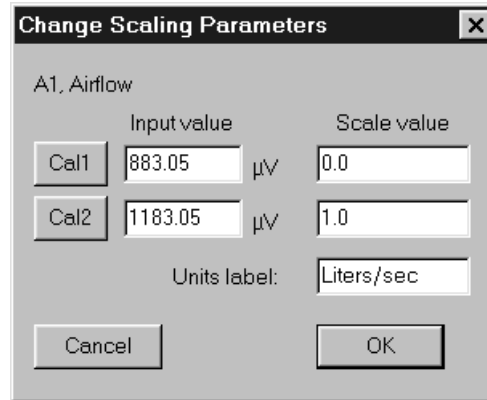 Change Scaling Parameters
A1, Airflow
Input value Scale value
Cal1 883.05 µV 0.0
Cal2 1183.05 µV 1.0
Units label: Liters/sec
Cancel OK